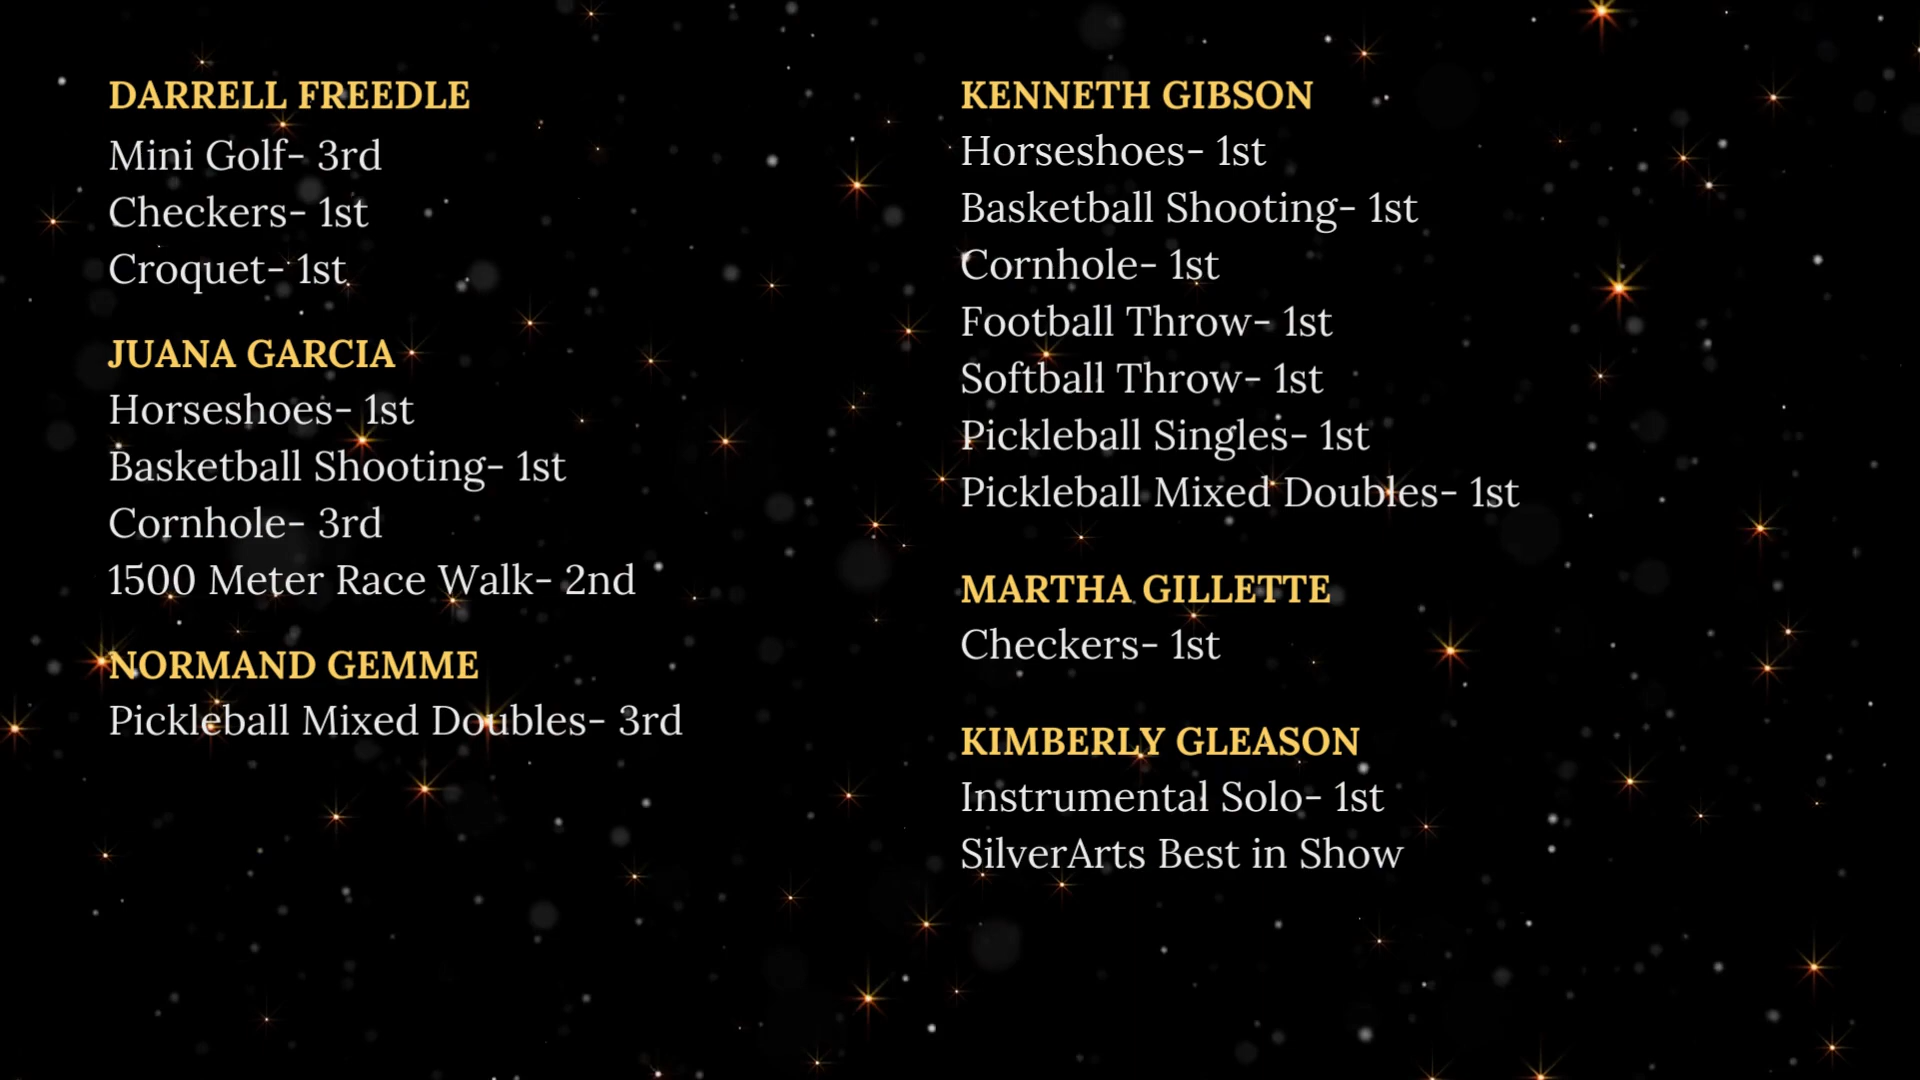 DARRELL FREEDLE
Mini Golf- 3rd
Checkers- 1st
Croquet- 1st
JUANA GARCIA
Horseshoes- 1st
Basketball Shooting- 1st
Cornhole- 3rd
1500 Meter Race Walk- 2nd
NORMAND GEMME
Pickleball Mixed Doubles- 3rd
KENNETH GIBSON
Horseshoes- 1st
Basketball Shooting- 1st
Cornhole- 1st
Football Throw- 1st
Softball Throw- 1st
Pickleball Singles- 1st
Pickleball Mixed Doubles- 1st
MARTHA GILLETTE
Checkers- 1st
KIMBERLY GLEASON
Instrumental Solo- 1st
SilverArts Best in Show